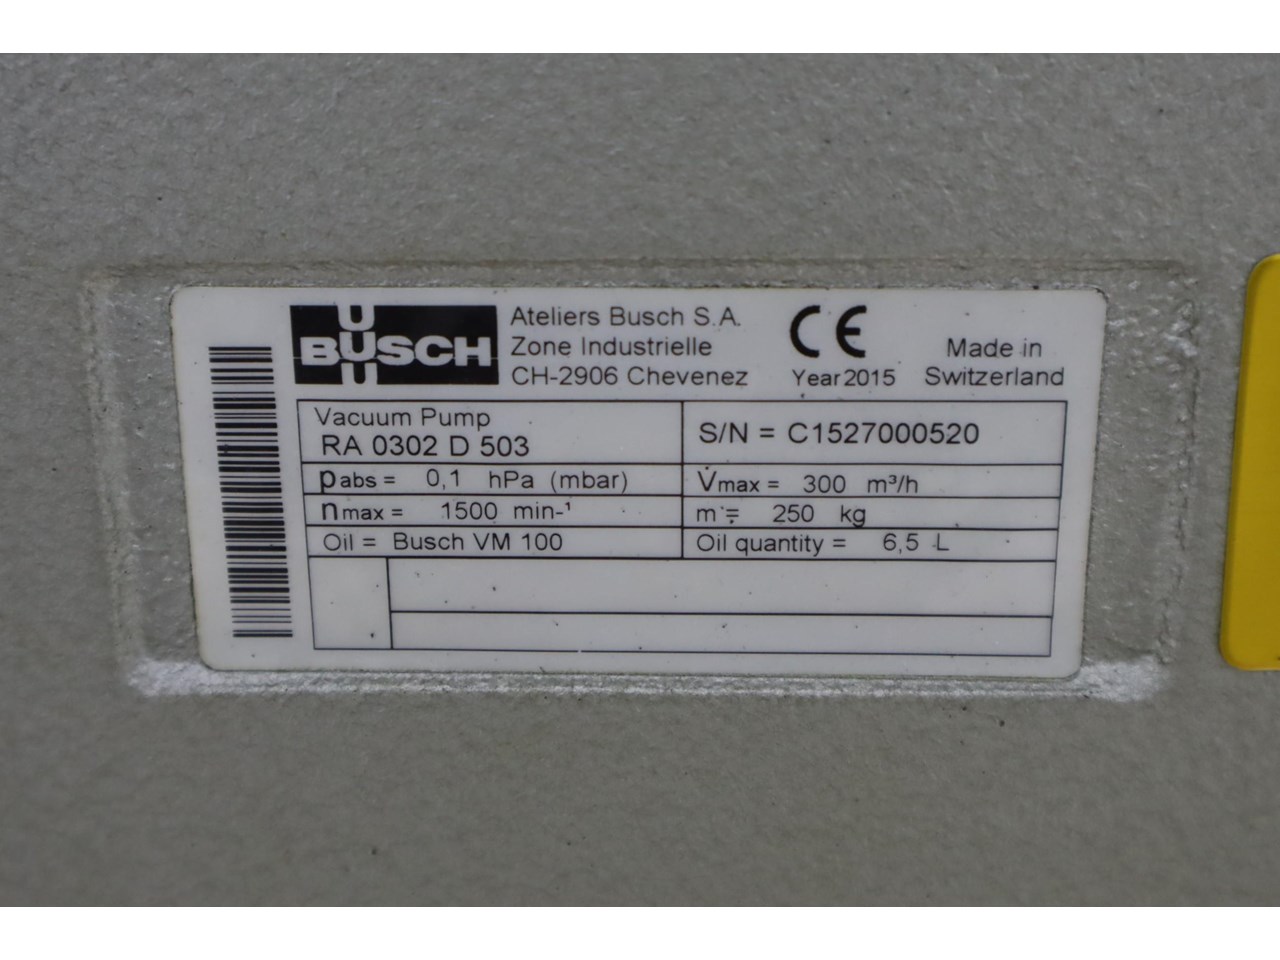 BUSCH
Ateliers Busch S.A.
Zone Industrielle
CH-2906 Chevenez
CE
Year 2015
Made in
Switzerland
Vacuum Pump
RA 0302 D 503
S/N = C1527000520
pabs = 0,1 hPa (mbar)
V̇max = 300 m³/h
nmax = 1500 min-¹
m = 250 kg
Oil = Busch VM 100
Oil quantity = 6,5 L